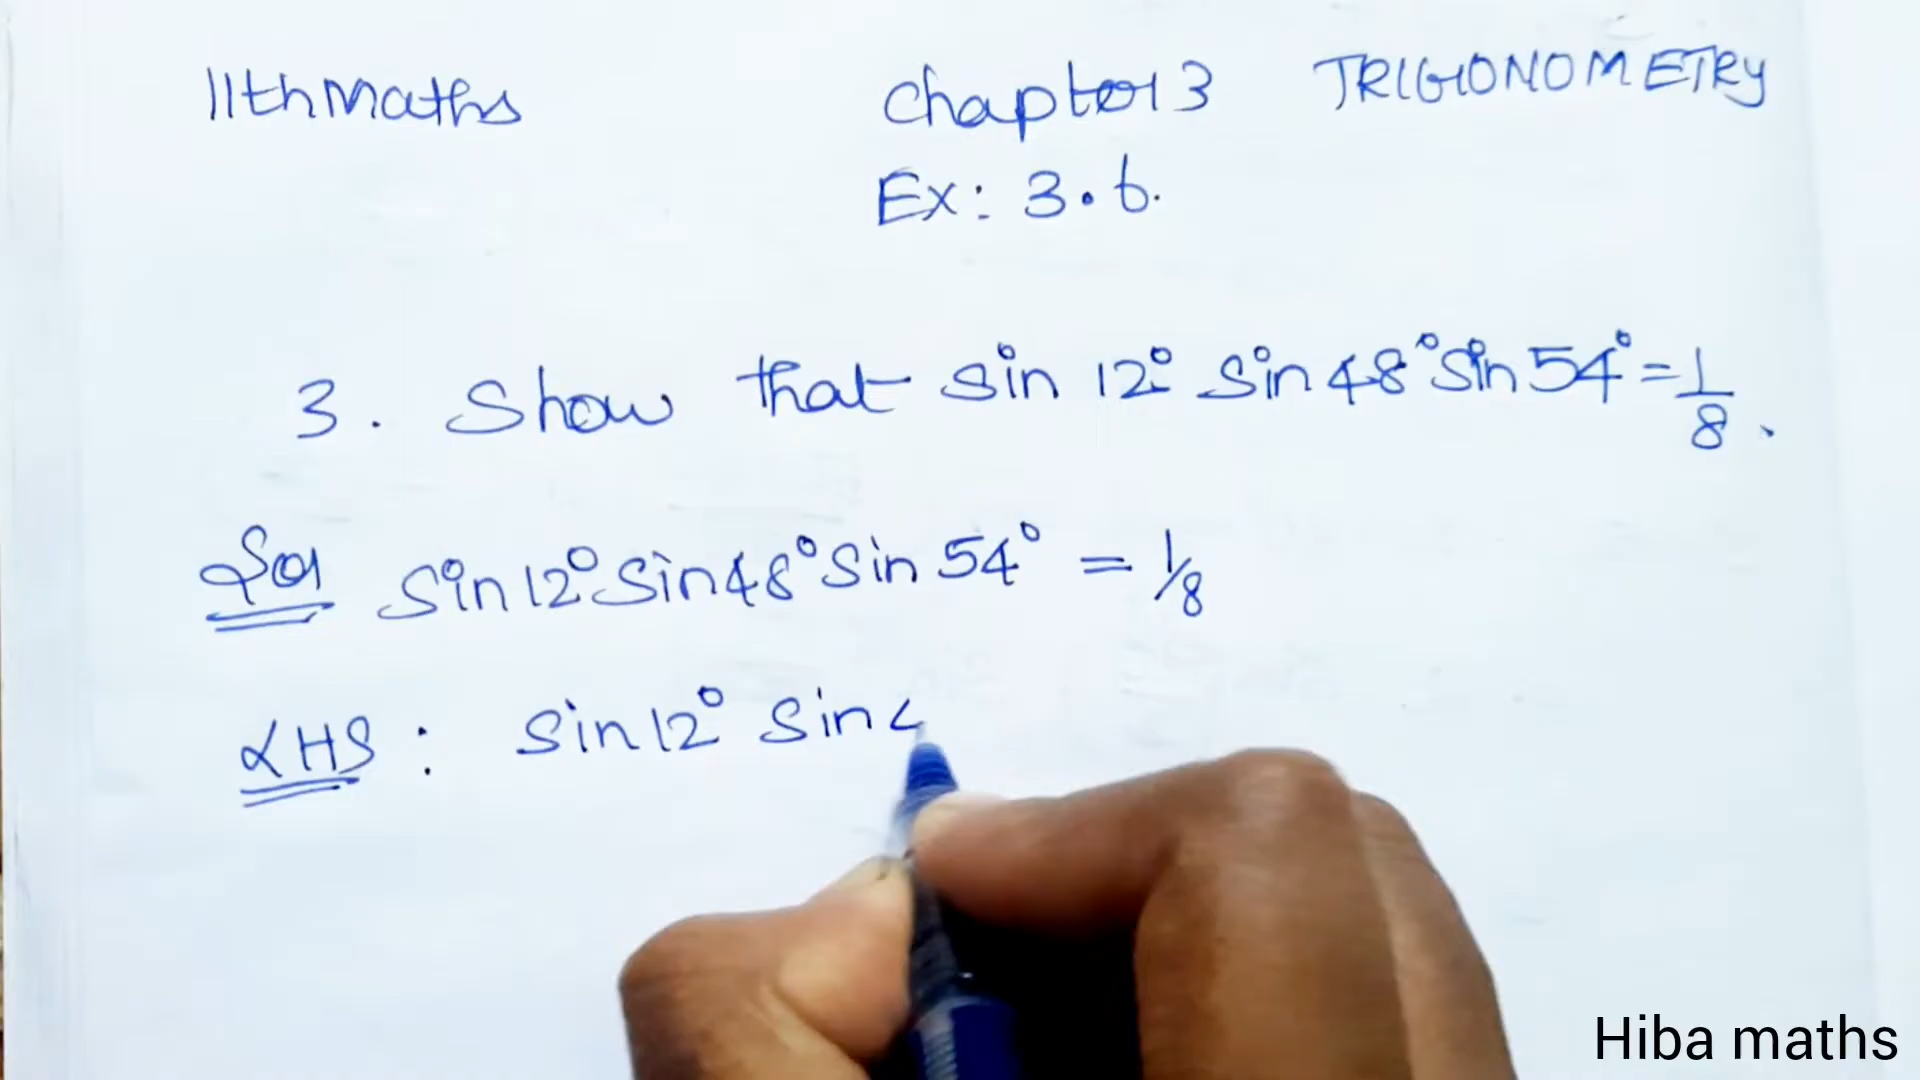 11th Maths Chapter 3 TRIGONOMETRY
Ex: 3.6.
3. Show that sin 12° sin 48° sin 54° = 1/8.
Sol sin 12° sin 48° sin 54° = 1/8
LHS : sin 12° sin 4
Hiba maths